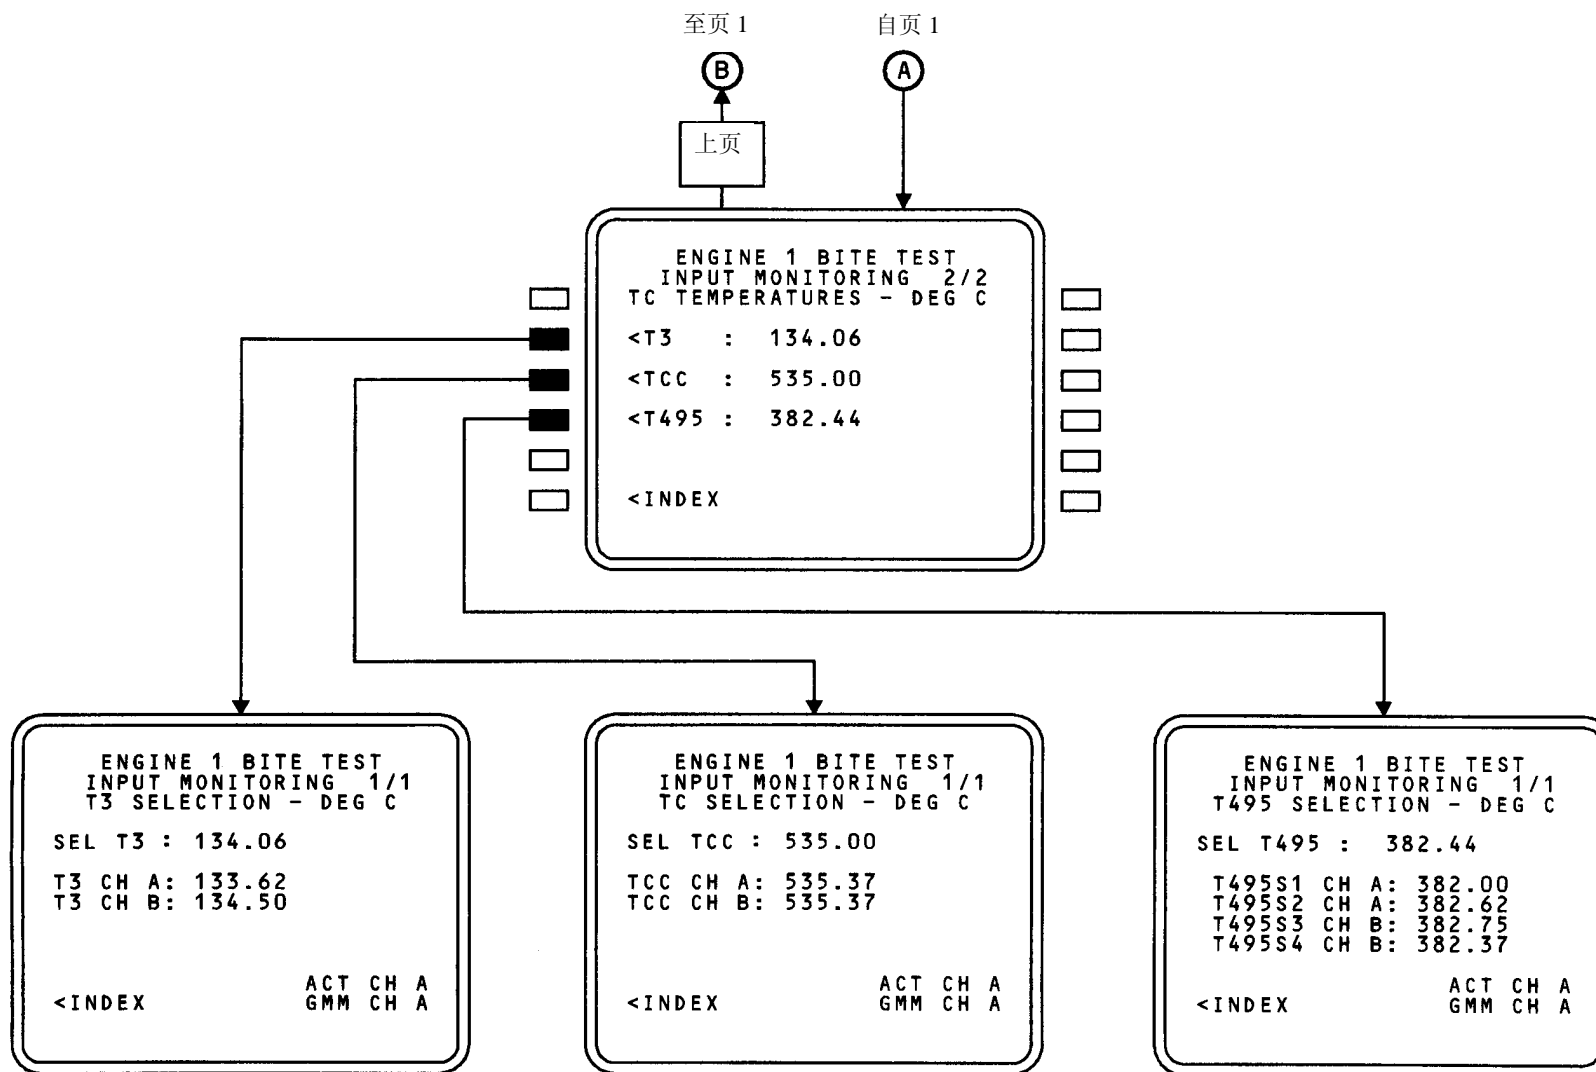 至页 1
自页 1
B
A
上页
ENGINE 1 BITE TEST
INPUT MONITORING 2/2
TC TEMPERATURES - DEG C
<T3 : 134.06
<TCC : 535.00
<T495 : 382.44
<INDEX
ENGINE 1 BITE TEST
INPUT MONITORING 1/1
T3 SELECTION - DEG C
SEL T3 : 134.06
T3 CH A: 133.62
T3 CH B: 134.50
ACT CH A
<INDEX GMM CH A
ENGINE 1 BITE TEST
INPUT MONITORING 1/1
TC SELECTION - DEG C
SEL TCC : 535.00
TCC CH A: 535.37
TCC CH B: 535.37
ACT CH A
<INDEX GMM CH A
ENGINE 1 BITE TEST
INPUT MONITORING 1/1
T495 SELECTION - DEG C
SEL T495 : 382.44
T495S1 CH A: 382.00
T495S2 CH A: 382.62
T495S3 CH B: 382.75
T495S4 CH B: 382.37
ACT CH A
<INDEX GMM CH A